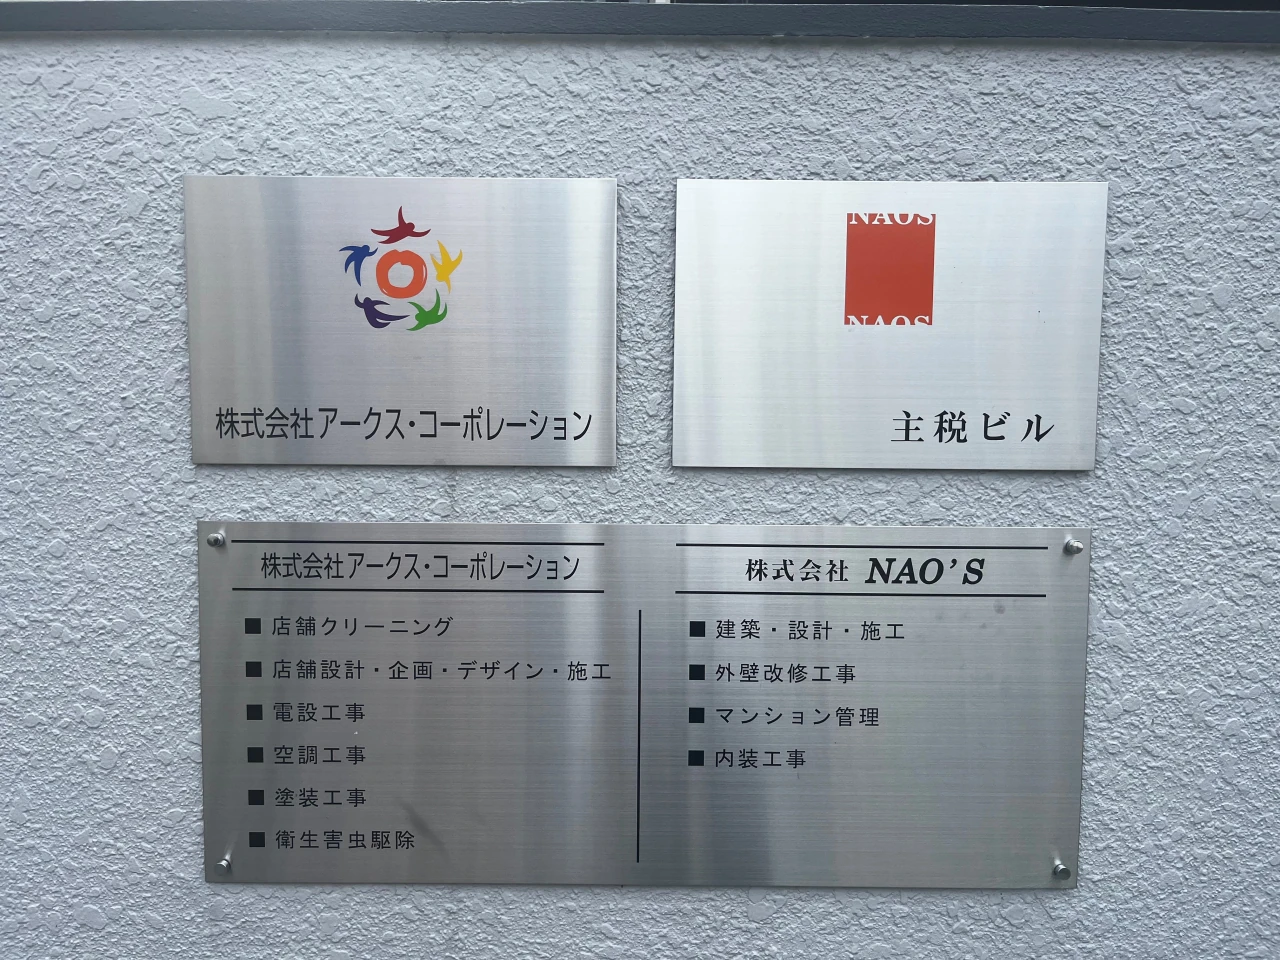 株式会社アークス・コーポレーション
NAOS
NAOS
主税ビル
株式会社アークス・コーポレーション
■ 店舗クリーニング
■ 店舗設計・企画・デザイン・施工
■ 電設工事
■ 空調工事
■ 塗装工事
■ 衛生害虫駆除
株式会社 NAO'S
■ 建築・設計・施工
■ 外壁改修工事
■ マンション管理
■ 内装工事